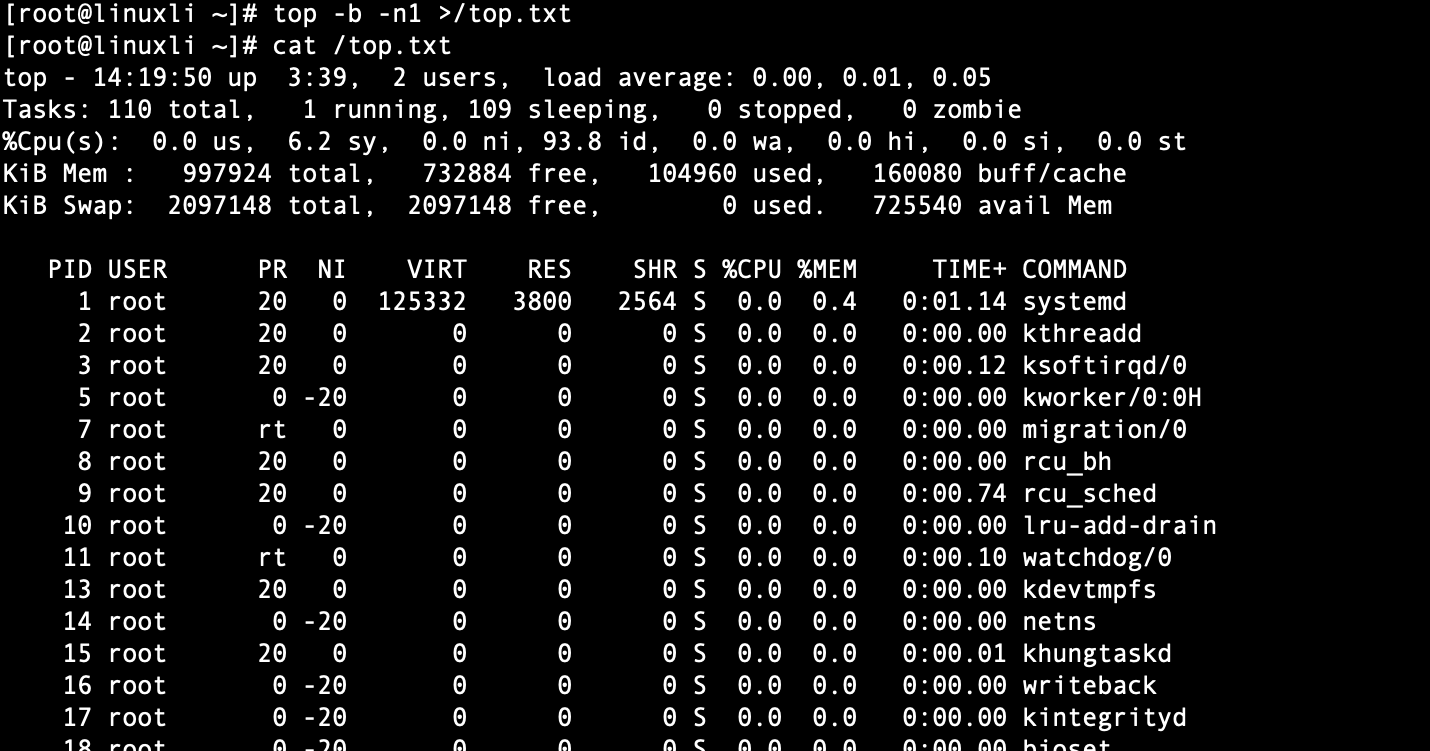 [root@linuxli ~]# top -b -n1 >/top.txt
[root@linuxli ~]# cat /top.txt
top - 14:19:50 up  3:39,  2 users,  load average: 0.00, 0.01, 0.05
Tasks: 110 total,   1 running, 109 sleeping,   0 stopped,   0 zombie
%Cpu(s):  0.0 us,  6.2 sy,  0.0 ni, 93.8 id,  0.0 wa,  0.0 hi,  0.0 si,  0.0 st
KiB Mem :   997924 total,   732884 free,   104960 used,   160080 buff/cache
KiB Swap:  2097148 total,  2097148 free,        0 used.   725540 avail Mem
PID USER      PR  NI    VIRT    RES    SHR S %CPU %MEM     TIME+ COMMAND
1 root      20   0  125332   3800   2564 S  0.0  0.4   0:01.14 systemd
2 root      20   0       0      0      0 S  0.0  0.0   0:00.00 kthreadd
3 root      20   0       0      0      0 S  0.0  0.0   0:00.12 ksoftirqd/0
5 root       0 -20       0      0      0 S  0.0  0.0   0:00.00 kworker/0:0H
7 root      rt   0       0      0      0 S  0.0  0.0   0:00.00 migration/0
8 root      20   0       0      0      0 S  0.0  0.0   0:00.00 rcu_bh
9 root      20   0       0      0      0 S  0.0  0.0   0:00.74 rcu_sched
10 root       0 -20       0      0      0 S  0.0  0.0   0:00.00 lru-add-drain
11 root      rt   0       0      0      0 S  0.0  0.0   0:00.10 watchdog/0
13 root      20   0       0      0      0 S  0.0  0.0   0:00.00 kdevtmpfs
14 root       0 -20       0      0      0 S  0.0  0.0   0:00.00 netns
15 root      20   0       0      0      0 S  0.0  0.0   0:00.01 khungtaskd
16 root       0 -20       0      0      0 S  0.0  0.0   0:00.00 writeback
17 root       0 -20       0      0      0 S  0.0  0.0   0:00.00 kintegrityd
18 root       0 -20       0      0      0 S  0.0  0.0   0:00.00 bioset